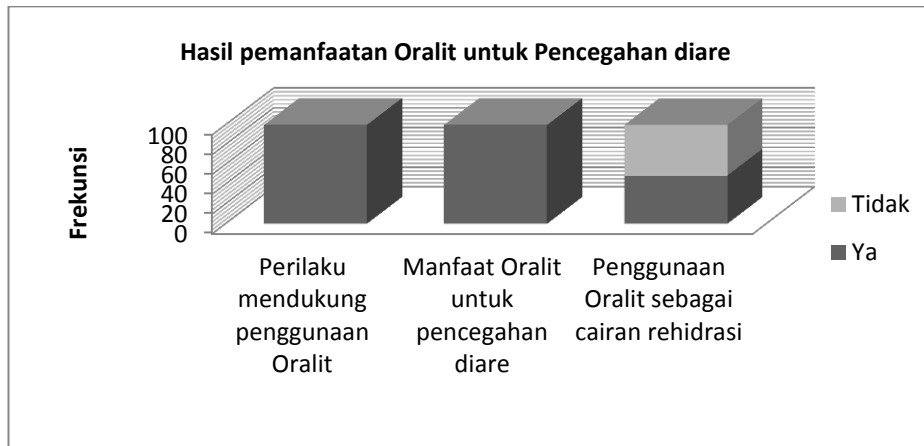 Hasil pemanfaatan Oralit untuk Pencegahan diare
Frekunsi
100
80
60
40
20
0
Perilaku
mendukung
penggunaan
Oralit
Manfaat Oralit
untuk
pencegahan
diare
Penggunaan
Oralit sebagai
cairan rehidrasi
Tidak
Ya